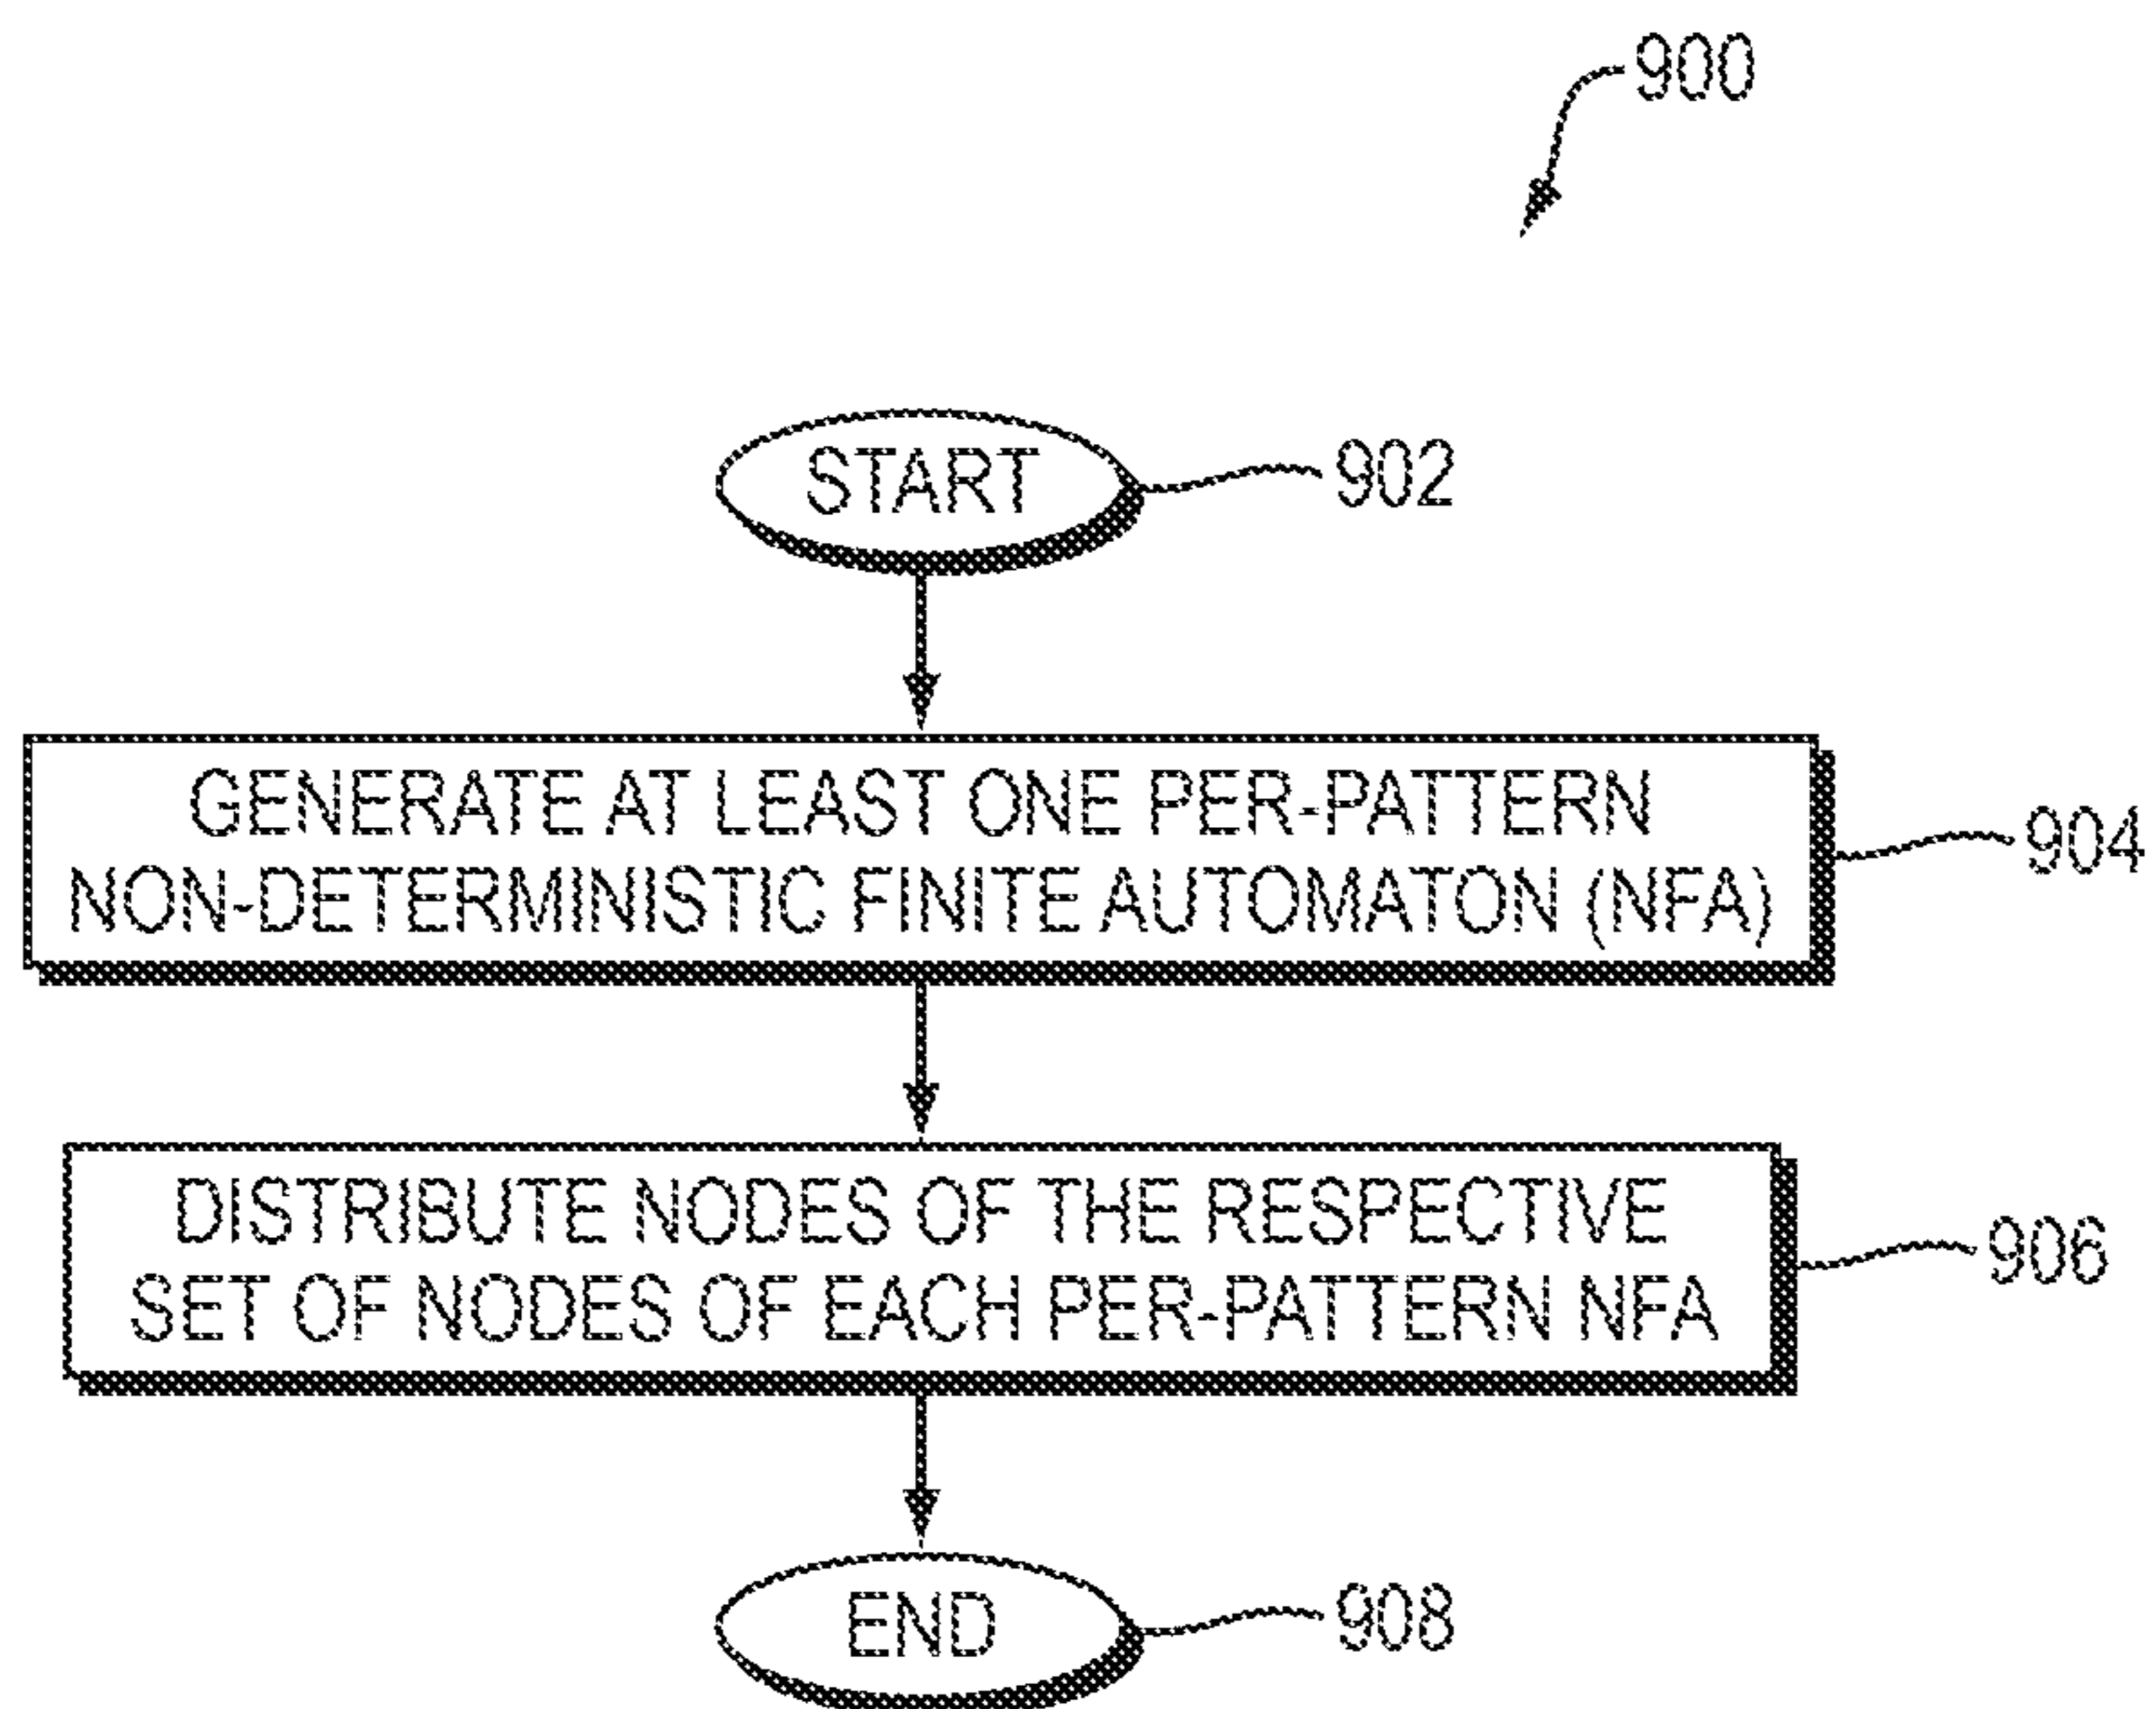 900
START
902
GENERATE AT LEAST ONE PER-PATTERN
NON-DETERMINISTIC FINITE AUTOMATON (NFA)
904
DISTRIBUTE NODES OF THE RESPECTIVE
SET OF NODES OF EACH PER-PATTERN NFA
906
END
908